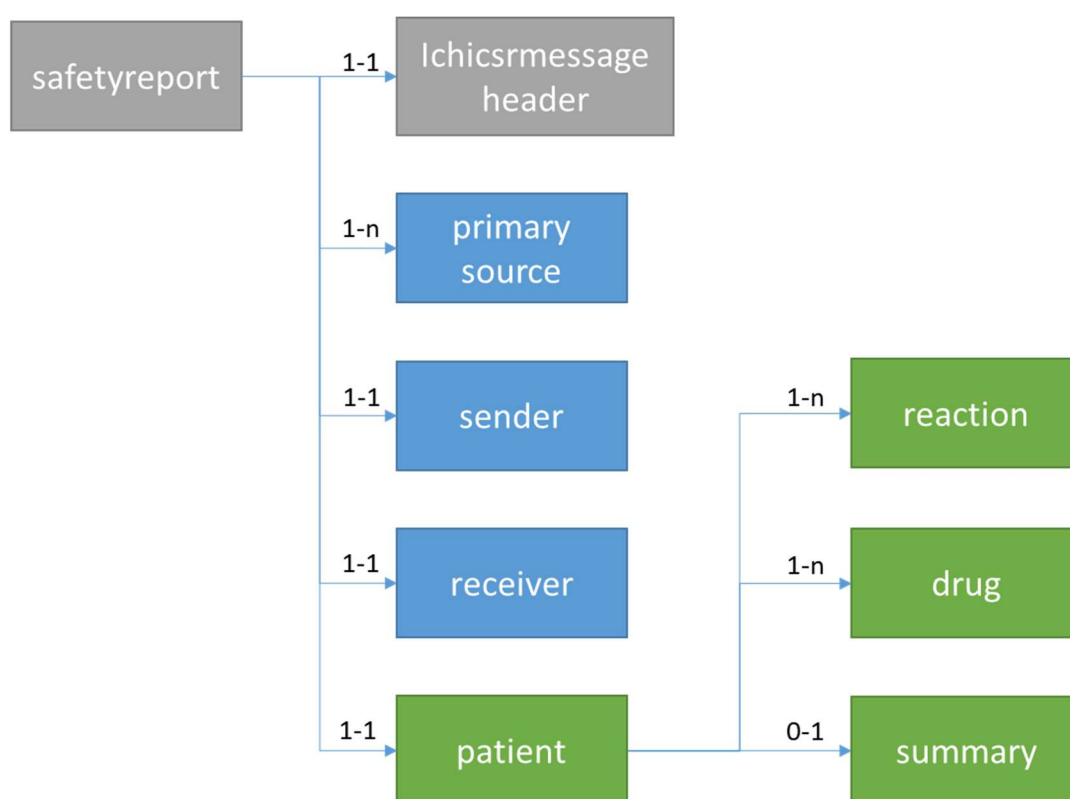 safetyreport
1-1
Ichicsrmessage
header
1-n
primary
source
1-1
sender
1-n
reaction
1-1
receiver
1-n
drug
1-1
patient
0-1
summary